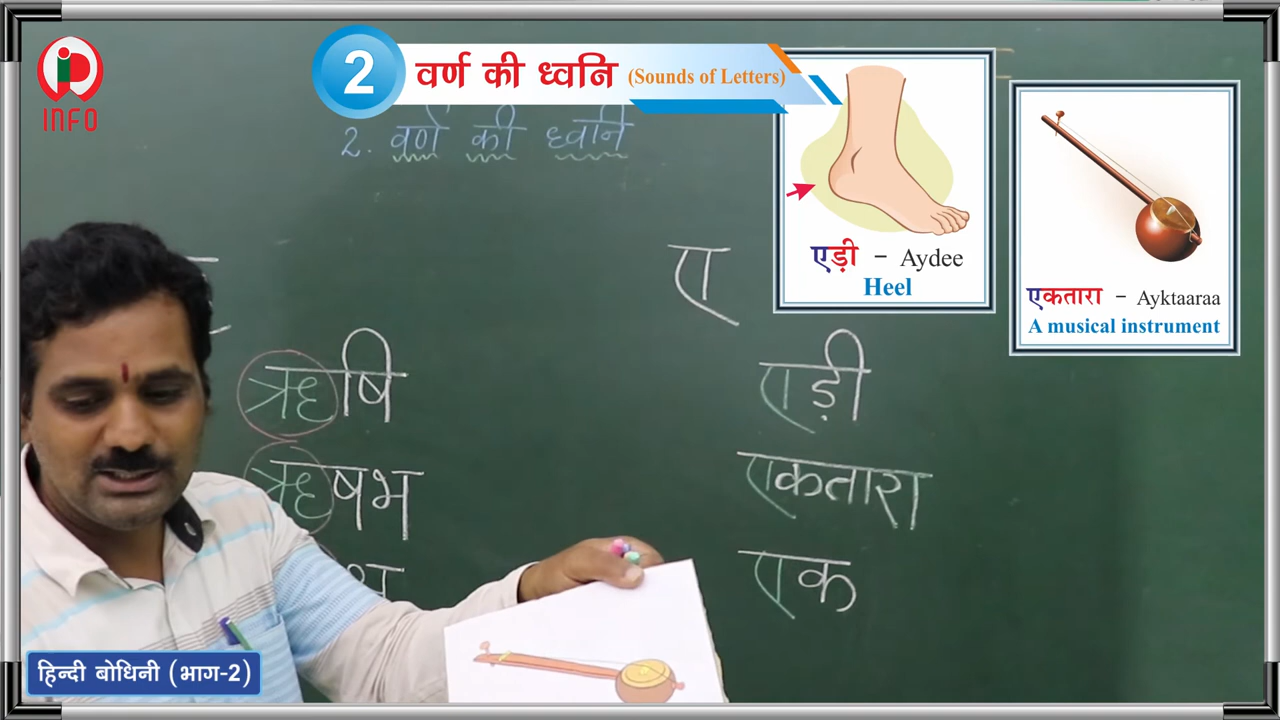 INFO
2 वर्ण की ध्वनि (Sounds of Letters)
2. वर्ण की ध्वनि
एड़ी – Aydee
Heel
एकतारा – Ayktaaraa
A musical instrument
ए
ऋषि
एड़ी
ऋषभ
एकतारा
एक
हिन्दी बोधिनी (भाग-2)